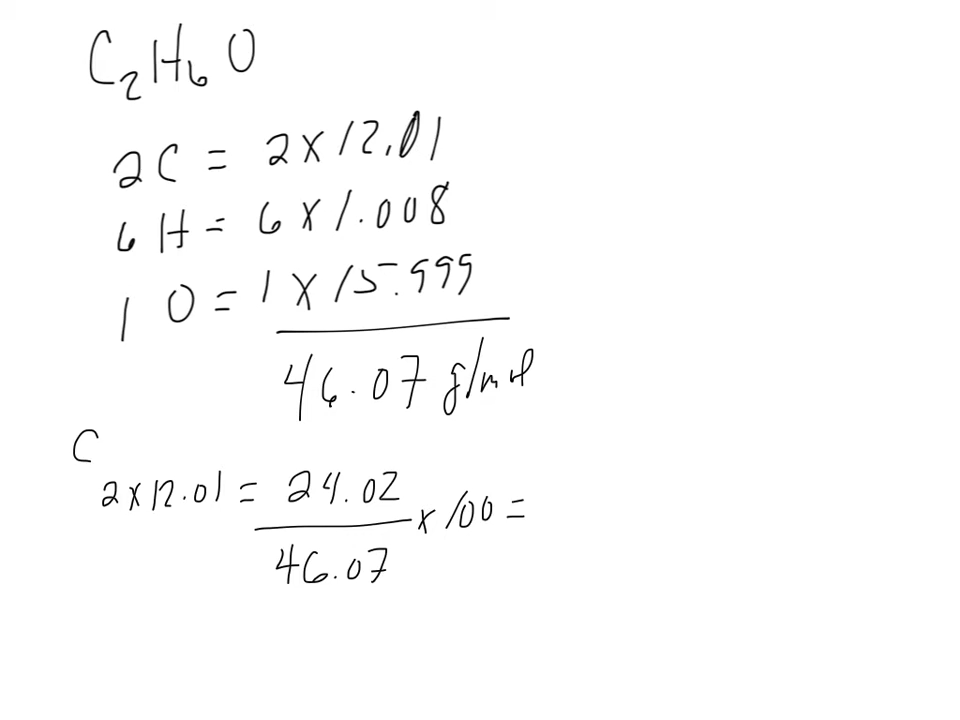 C₂H₆O
2C = 2 x 12.01
6H = 6 x 1.008
1 O = 1 x 15.999
46.07 g/mol
C
2 x 12.01 = 24.02
46.07
x 100 =